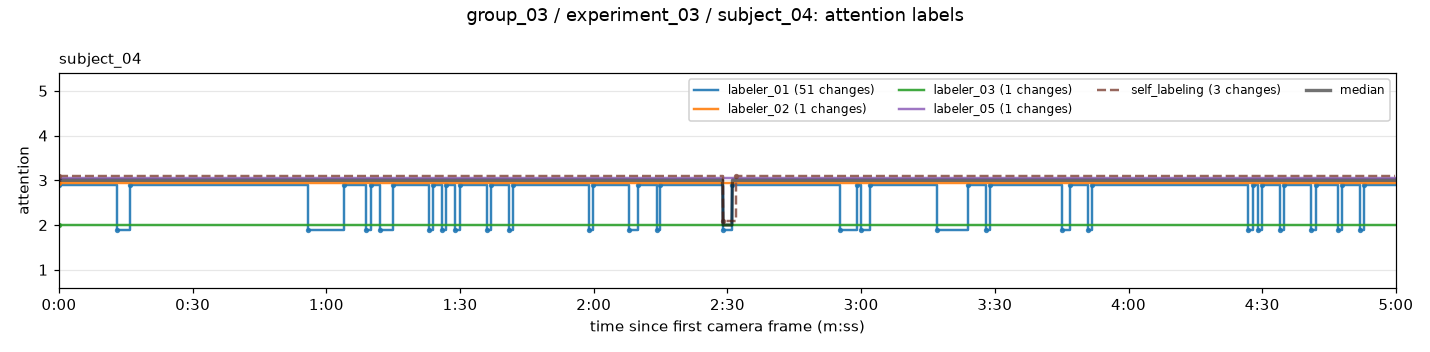 group_03 / experiment_03 / subject_04: attention labels
subject_04
labeler_01 (51 changes)
labeler_02 (1 changes)
labeler_03 (1 changes)
labeler_05 (1 changes)
self_labeling (3 changes)
median
attention
5
4
3
2
1
0:00 0:30 1:00 1:30 2:00 2:30 3:00 3:30 4:00 4:30 5:00
time since first camera frame (m:ss)